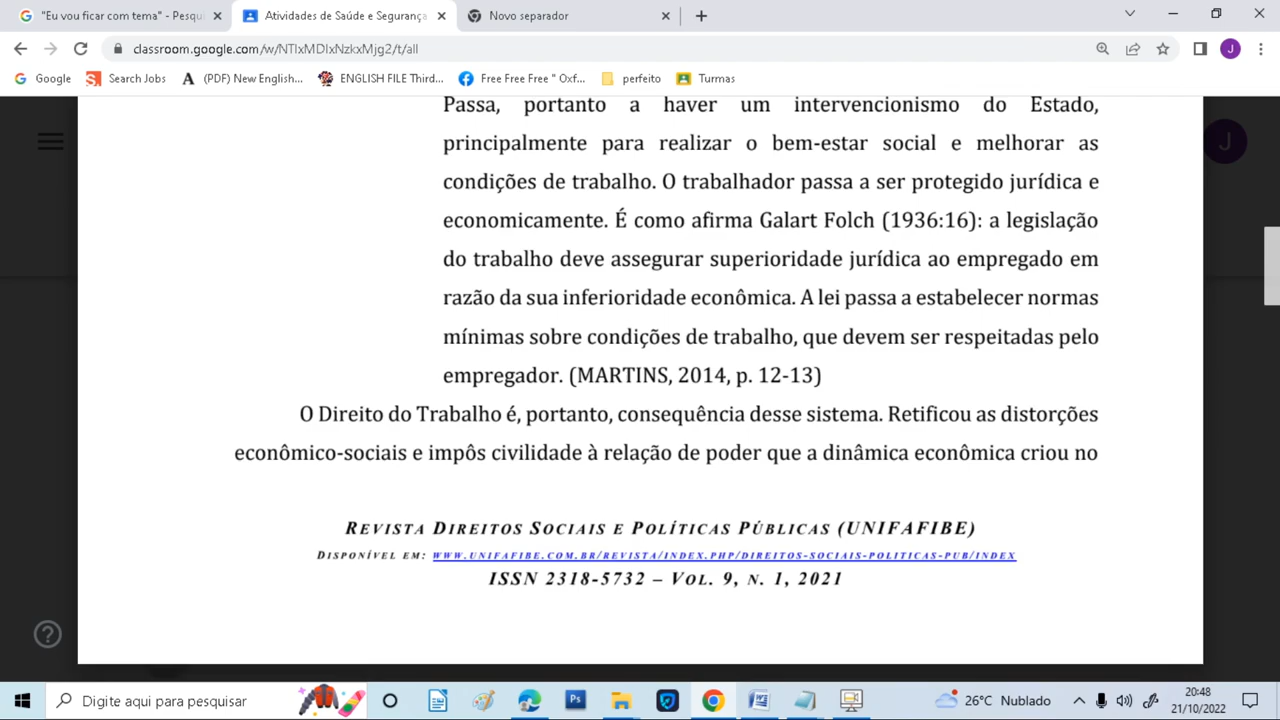 "Eu vou ficar com tema" - Pesqui
Atividades de Saúde e Segurança
Novo separador
classroom.google.com/w/NTIxMDIxNzkxMjg2/t/all
J
Google
Search Jobs
(PDF) New English...
ENGLISH FILE Third...
Free Free Free " Oxf...
perfeito
Turmas
J
Passa, portanto a haver um intervencionismo do Estado,
principalmente para realizar o bem-estar social e melhorar as
condições de trabalho. O trabalhador passa a ser protegido jurídica e
economicamente. É como afirma Galart Folch (1936:16): a legislação
do trabalho deve assegurar superioridade jurídica ao empregado em
razão da sua inferioridade econômica. A lei passa a estabelecer normas
mínimas sobre condições de trabalho, que devem ser respeitadas pelo
empregador. (MARTINS, 2014, p. 12-13)
O Direito do Trabalho é, portanto, consequência desse sistema. Retificou as distorções
econômico-sociais e impôs civilidade à relação de poder que a dinâmica econômica criou no
REVISTA DIREITOS SOCIAIS E POLÍTICAS PÚBLICAS (UNIFAFIBE)
DISPONÍVEL EM: WWW.UNIFAFIBE.COM.BR/REVISTA/INDEX.PHP/DIREITOS-SOCIAIS-POLITICAS-PUB/INDEX
ISSN 2318-5732 – VOL. 9, N. 1, 2021
Digite aqui para pesquisar
Ps
26°C Nublado
20:48
21/10/2022